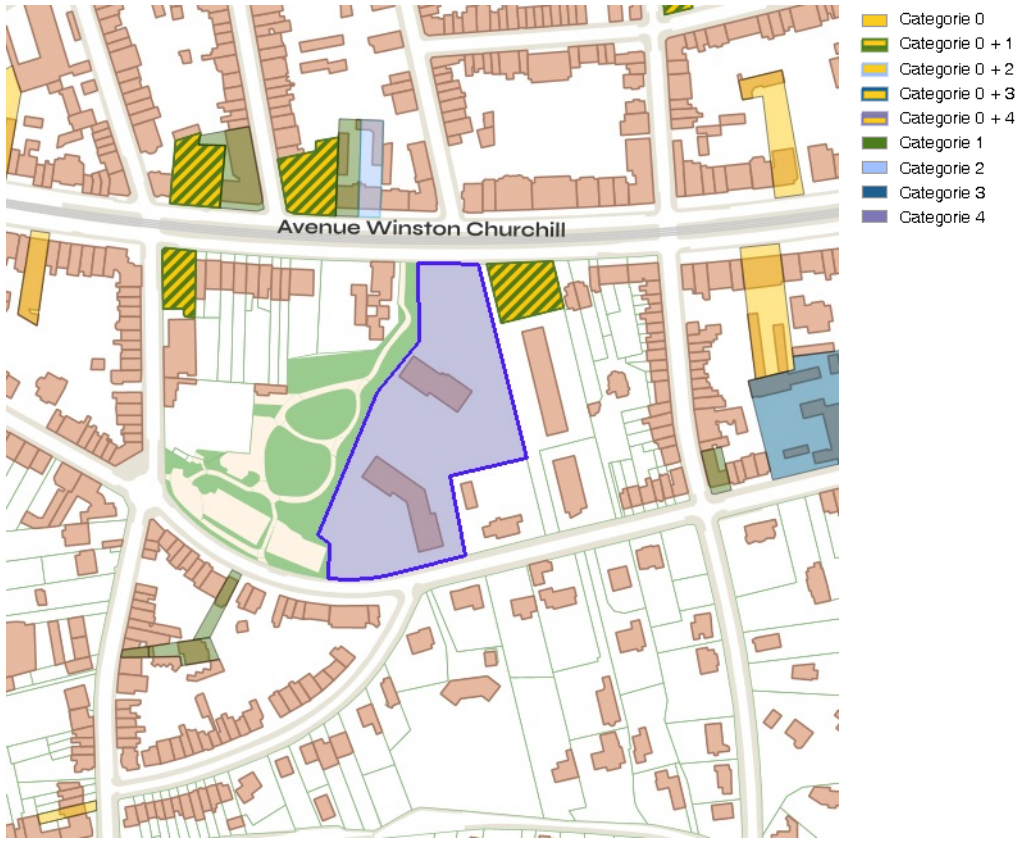 Categorie 0
Categorie 0 + 1
Categorie 0 + 2
Categorie 0 + 3
Categorie 0 + 4
Categorie 1
Categorie 2
Categorie 3
Categorie 4
Avenue Winston Churchill